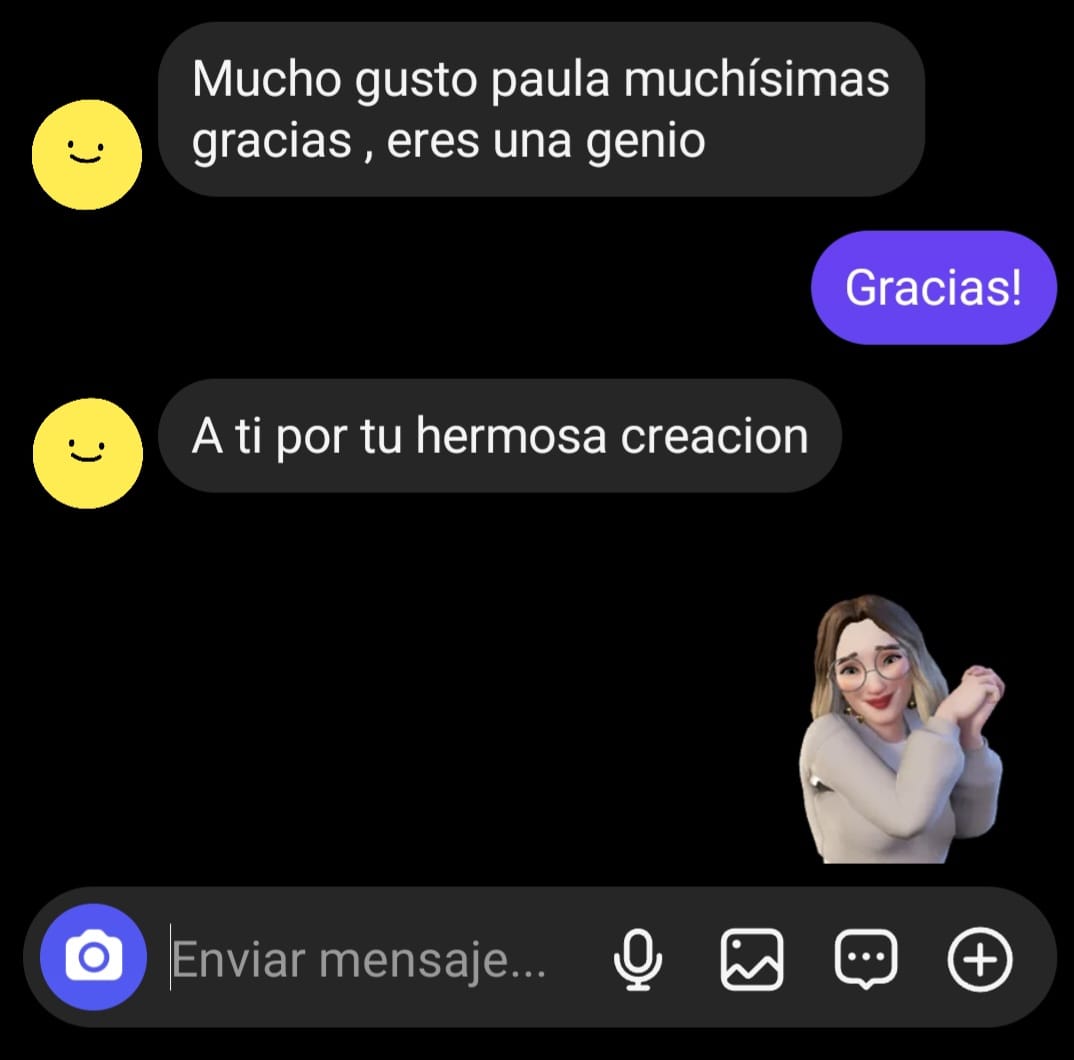 Mucho gusto paula muchísimas
gracias , eres una genio
Gracias!
A ti por tu hermosa creacion
Enviar mensaje...